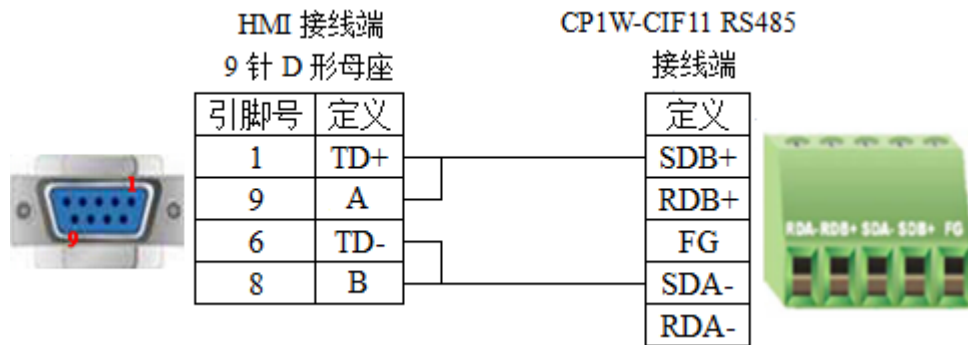 HMI 接线端
9 针 D 形母座
CP1W-CIF11 RS485
接线端
引脚号 定义
1 TD+
9 A
6 TD-
8 B
定义
SDB+
RDB+
FG
SDA-
RDA-
1
9
RDA- RDB+ SDA- SDB+ FG